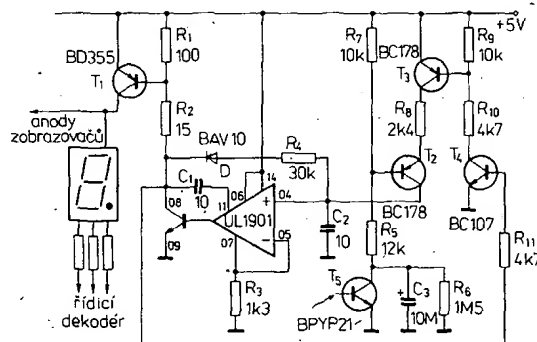 +5V
R1
100
BD355
T1
R7
10k
BC178
T3
R9
10k
anody
zobrazovačů
R2
15
BAV10
D
R4
30k
R8
2k4
R10
4k7
T2
T4
C1
10
08
11
06
14
+
04
UL1901
C2
10
BC178
BC107
09
07
−
05
R5
12k
R11
4k7
řídicí
dekodér
R3
1k3
T5
BPYP21
+
C3
10M
R6
1M5